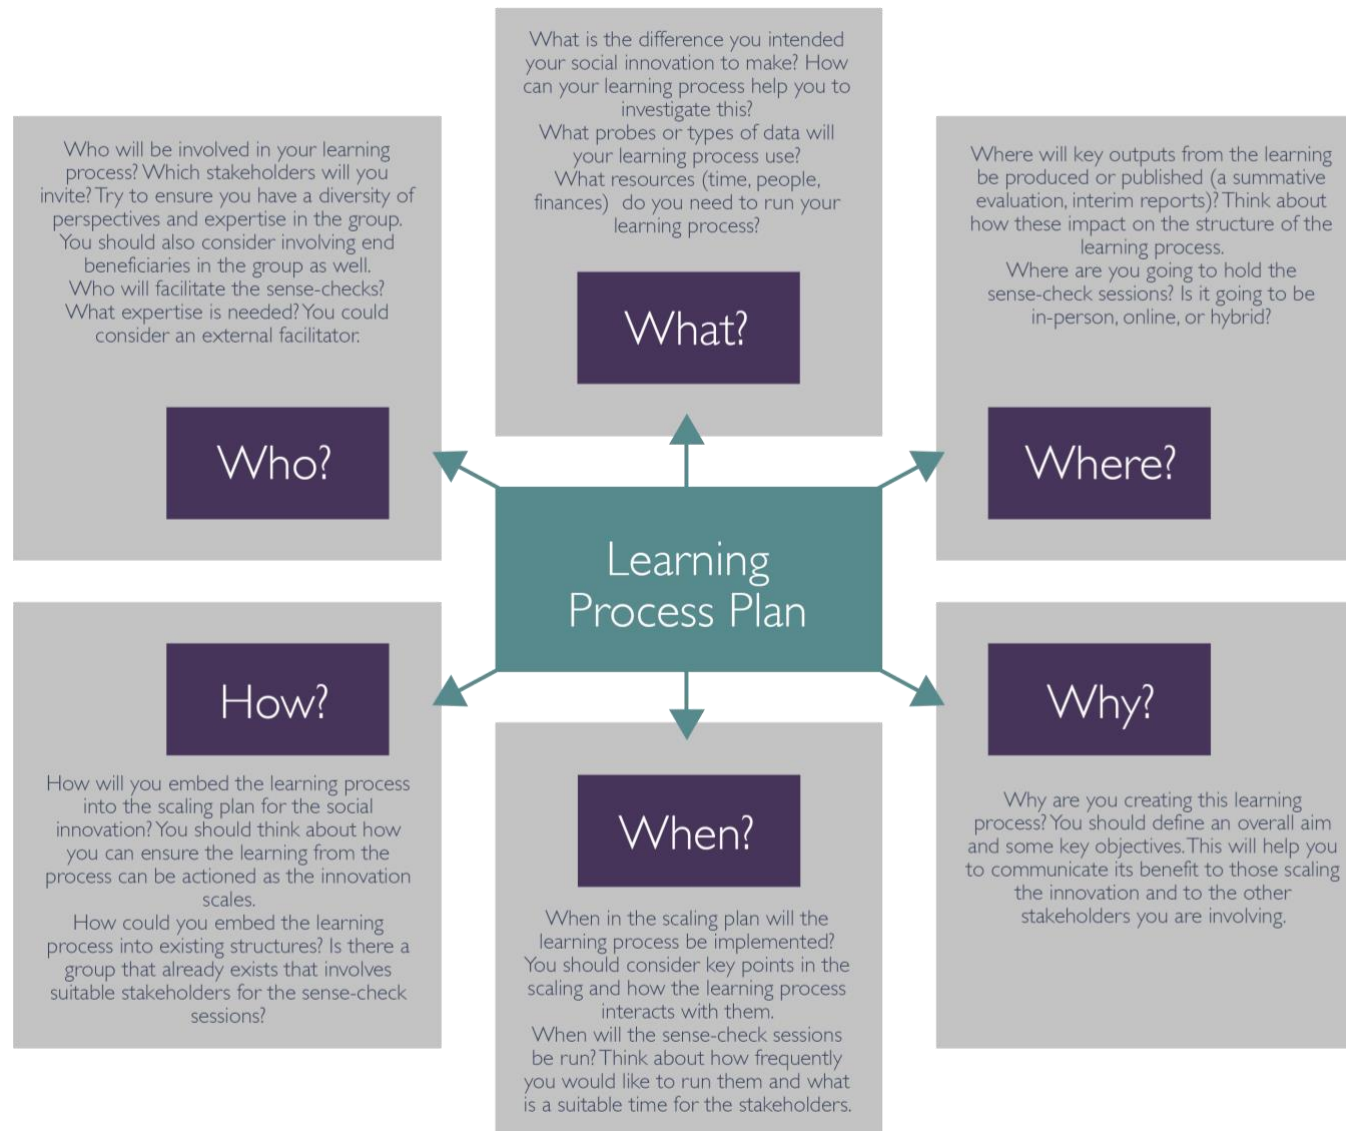 What is the difference you intended
your social innovation to make? How
can your learning process help you to
investigate this?
What probes or types of data will
your learning process use?
What resources (time, people,
finances) do you need to run your
learning process?
What?
Who will be involved in your learning
process? Which stakeholders will you
invite? Try to ensure you have a diversity of
perspectives and expertise in the group.
You should also consider involving end
beneficiaries in the group as well.
Who will facilitate the sense-checks?
What expertise is needed? You could
consider an external facilitator.
Who?
Where will key outputs from the learning
be produced or published (a summative
evaluation, interim reports)? Think about
how these impact on the structure of the
learning process.
Where are you going to hold the
sense-check sessions? Is it going to be
in-person, online, or hybrid?
Where?
Learning
Process Plan
How?
How will you embed the learning process
into the scaling plan for the social
innovation? You should think about how
you can ensure the learning from the
process can be actioned as the innovation
scales.
How could you embed the learning
process into existing structures? Is there a
group that already exists that involves
suitable stakeholders for the sense-check
sessions?
When?
When in the scaling plan will the
learning process be implemented?
You should consider key points in the
scaling and how the learning process
interacts with them.
When will the sense-check sessions
be run? Think about how frequently
you would like to run them and what
is a suitable time for the stakeholders.
Why?
Why are you creating this learning
process? You should define an overall aim
and some key objectives. This will help you
to communicate its benefit to those scaling
the innovation and to the other
stakeholders you are involving.